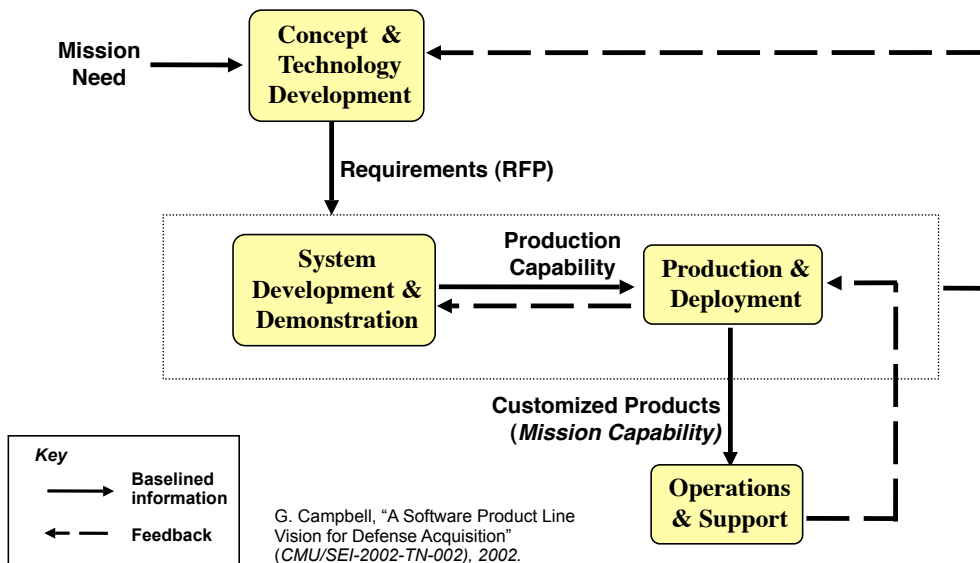 Mission
Need
Concept &
Technology
Development
Requirements (RFP)
System
Development &
Demonstration
Production
Capability
Production &
Deployment
Customized Products
(Mission Capability)
Operations
& Support
Key
Baselined
information
Feedback
G. Campbell, “A Software Product Line
Vision for Defense Acquisition”
(CMU/SEI-2002-TN-002), 2002.